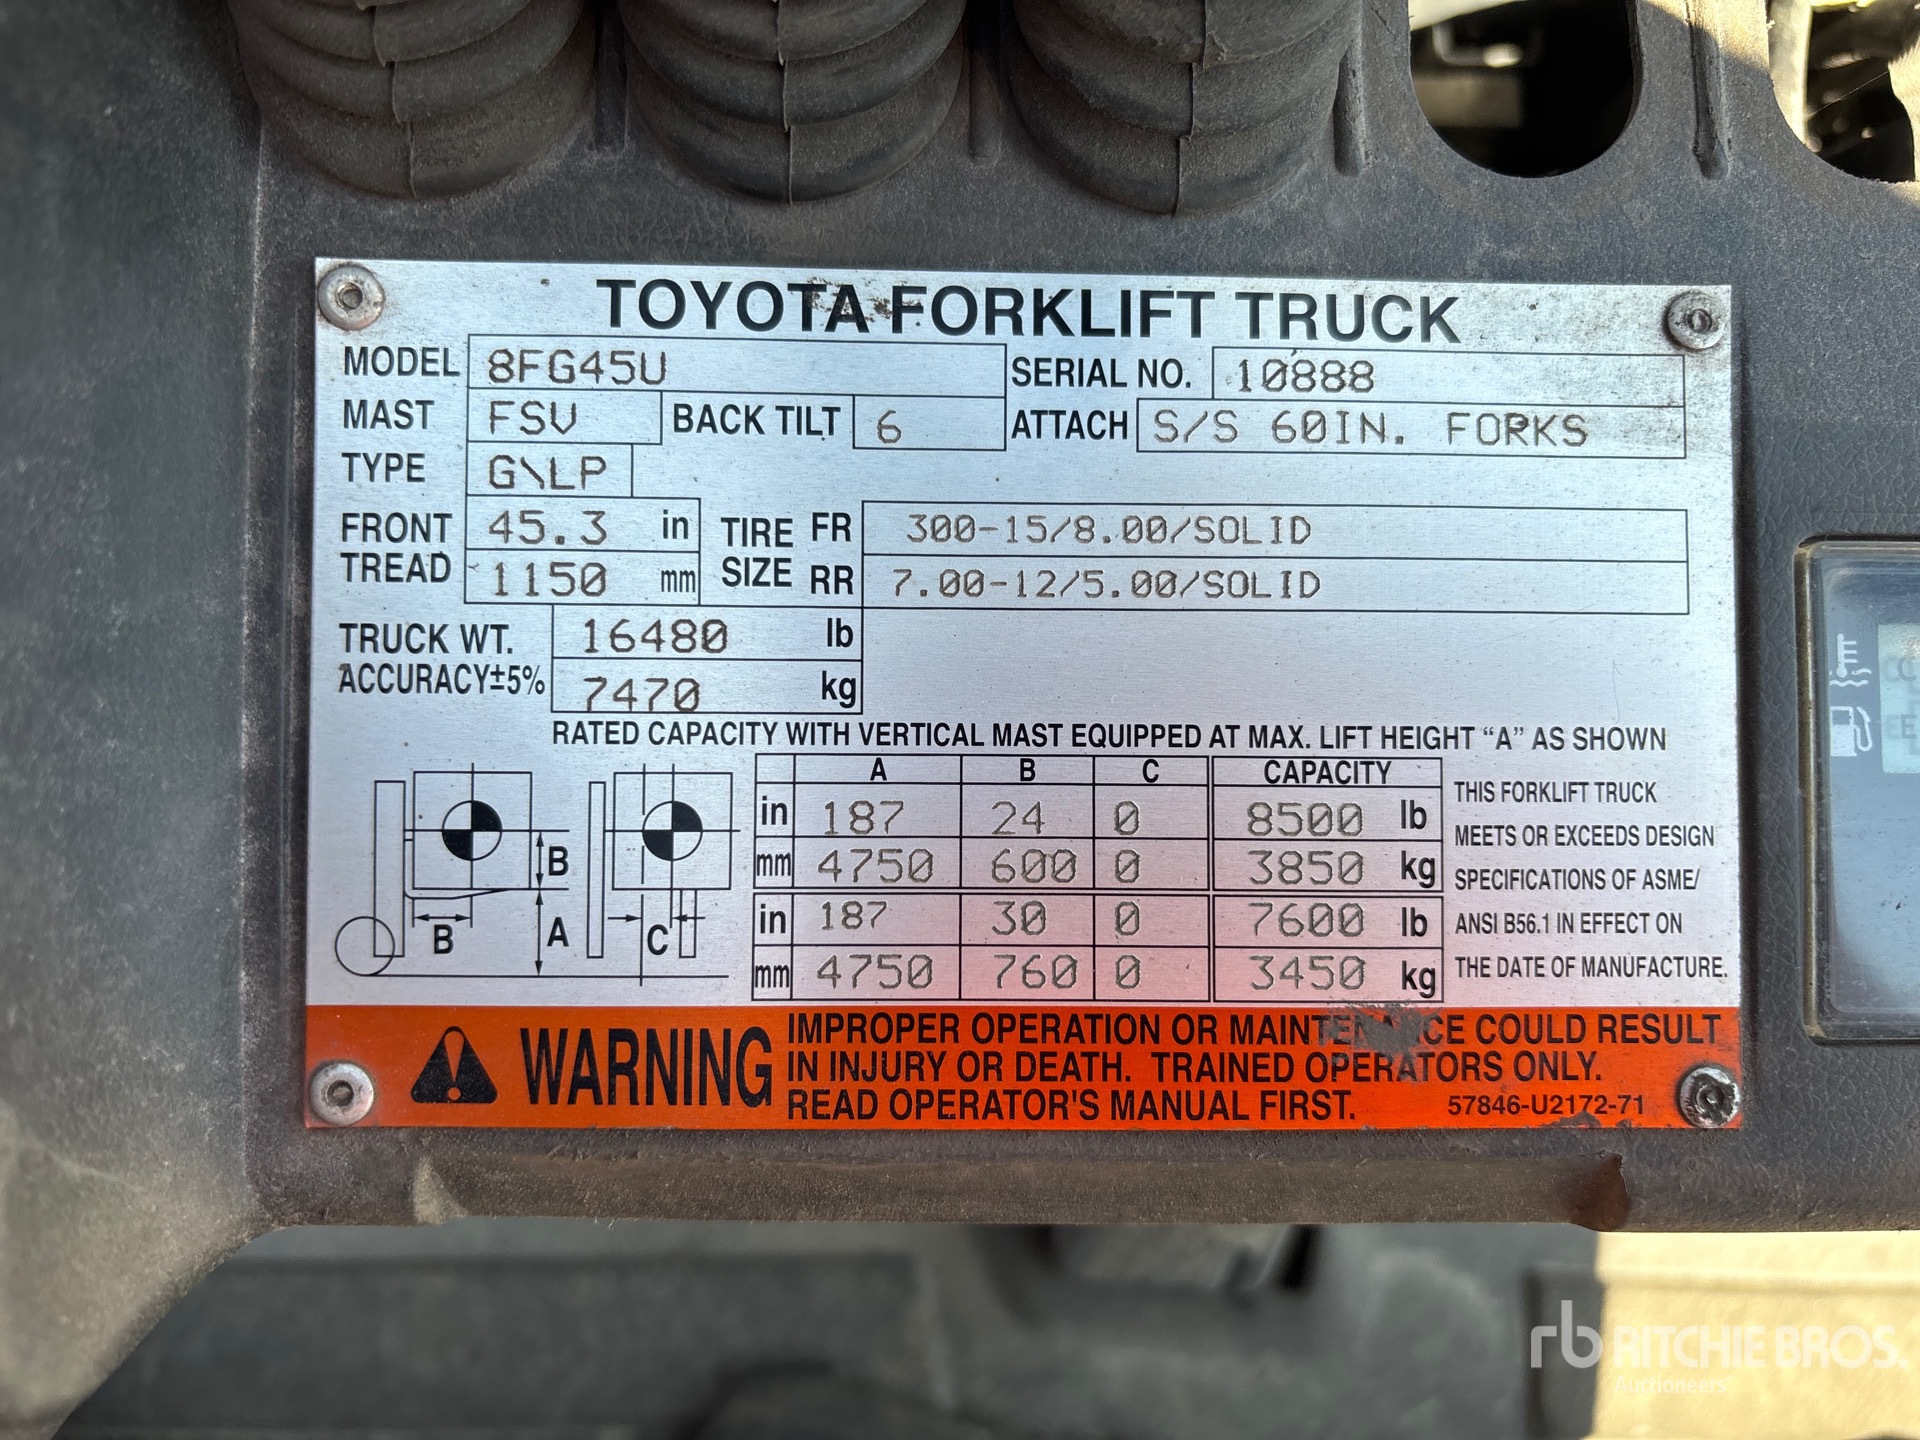 TOYOTA FORKLIFT TRUCK
MODEL 8FG45U SERIAL NO. 10888
MAST FSV BACK TILT 6 ATTACH S/S 60IN. FORKS
TYPE G\LP
FRONT TREAD 45.3 in TIRE SIZE FR 300-15/8.00/SOLID
1150 mm RR 7.00-12/5.00/SOLID
TRUCK WT. 16480 lb
ACCURACY±5% 7470 kg
RATED CAPACITY WITH VERTICAL MAST EQUIPPED AT MAX. LIFT HEIGHT "A" AS SHOWN
A B C CAPACITY
in 187 24 0 8500 lb
mm 4750 600 0 3850 kg
in 187 30 0 7600 lb
mm 4750 760 0 3450 kg
B
B A C
THIS FORKLIFT TRUCK
MEETS OR EXCEEDS DESIGN
SPECIFICATIONS OF ASME/
ANSI B56.1 IN EFFECT ON
THE DATE OF MANUFACTURE.
WARNING
IMPROPER OPERATION OR MAINTENANCE COULD RESULT
IN INJURY OR DEATH. TRAINED OPERATORS ONLY.
READ OPERATOR'S MANUAL FIRST. 57846-U2172-71
rb RITCHIE BROS.
Auctioneers